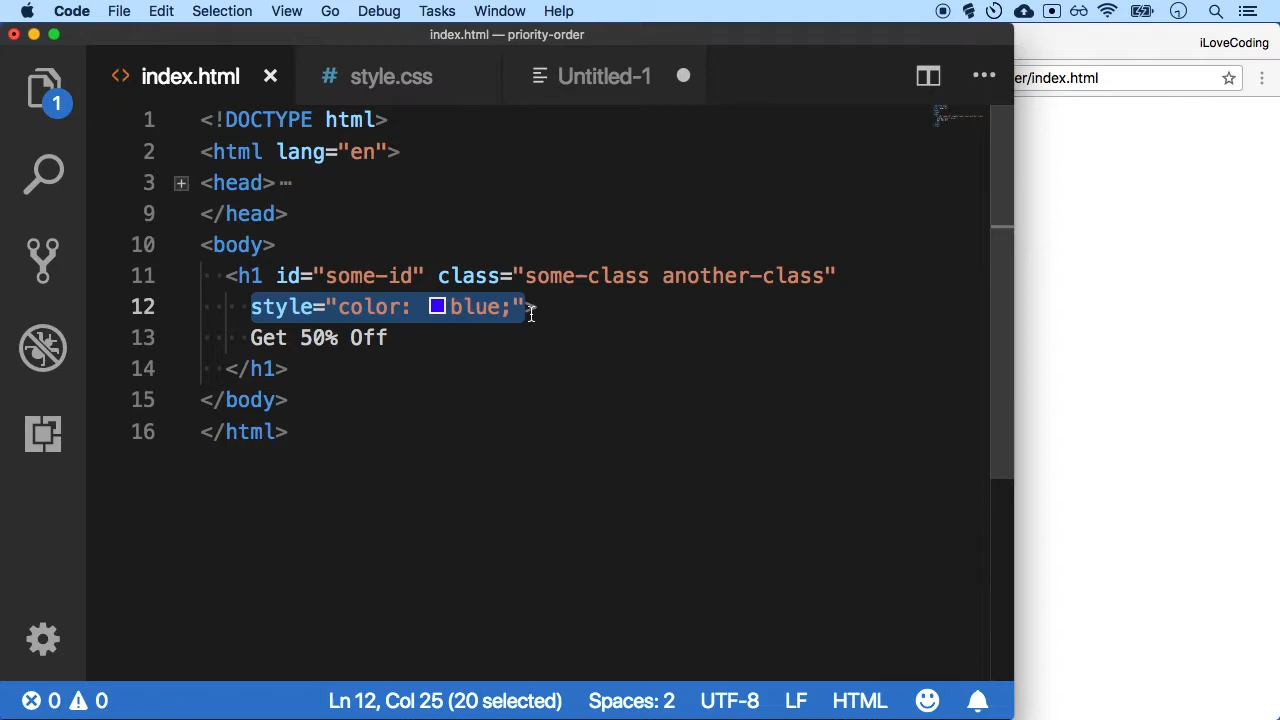 Code File Edit Selection View Go Debug Tasks Window Help
index.html — priority-order
iLoveCoding
index.html
# style.css
Untitled-1
er/index.html
1
1 <!DOCTYPE html>
2 <html lang="en">
3 <head>
9 </head>
10 <body>
11 <h1 id="some-id" class="some-class another-class"
12 style="color: blue;">
13 Get 50% Off
14 </h1>
15 </body>
16 </html>
0 0 Ln 12, Col 25 (20 selected) Spaces: 2 UTF-8 LF HTML